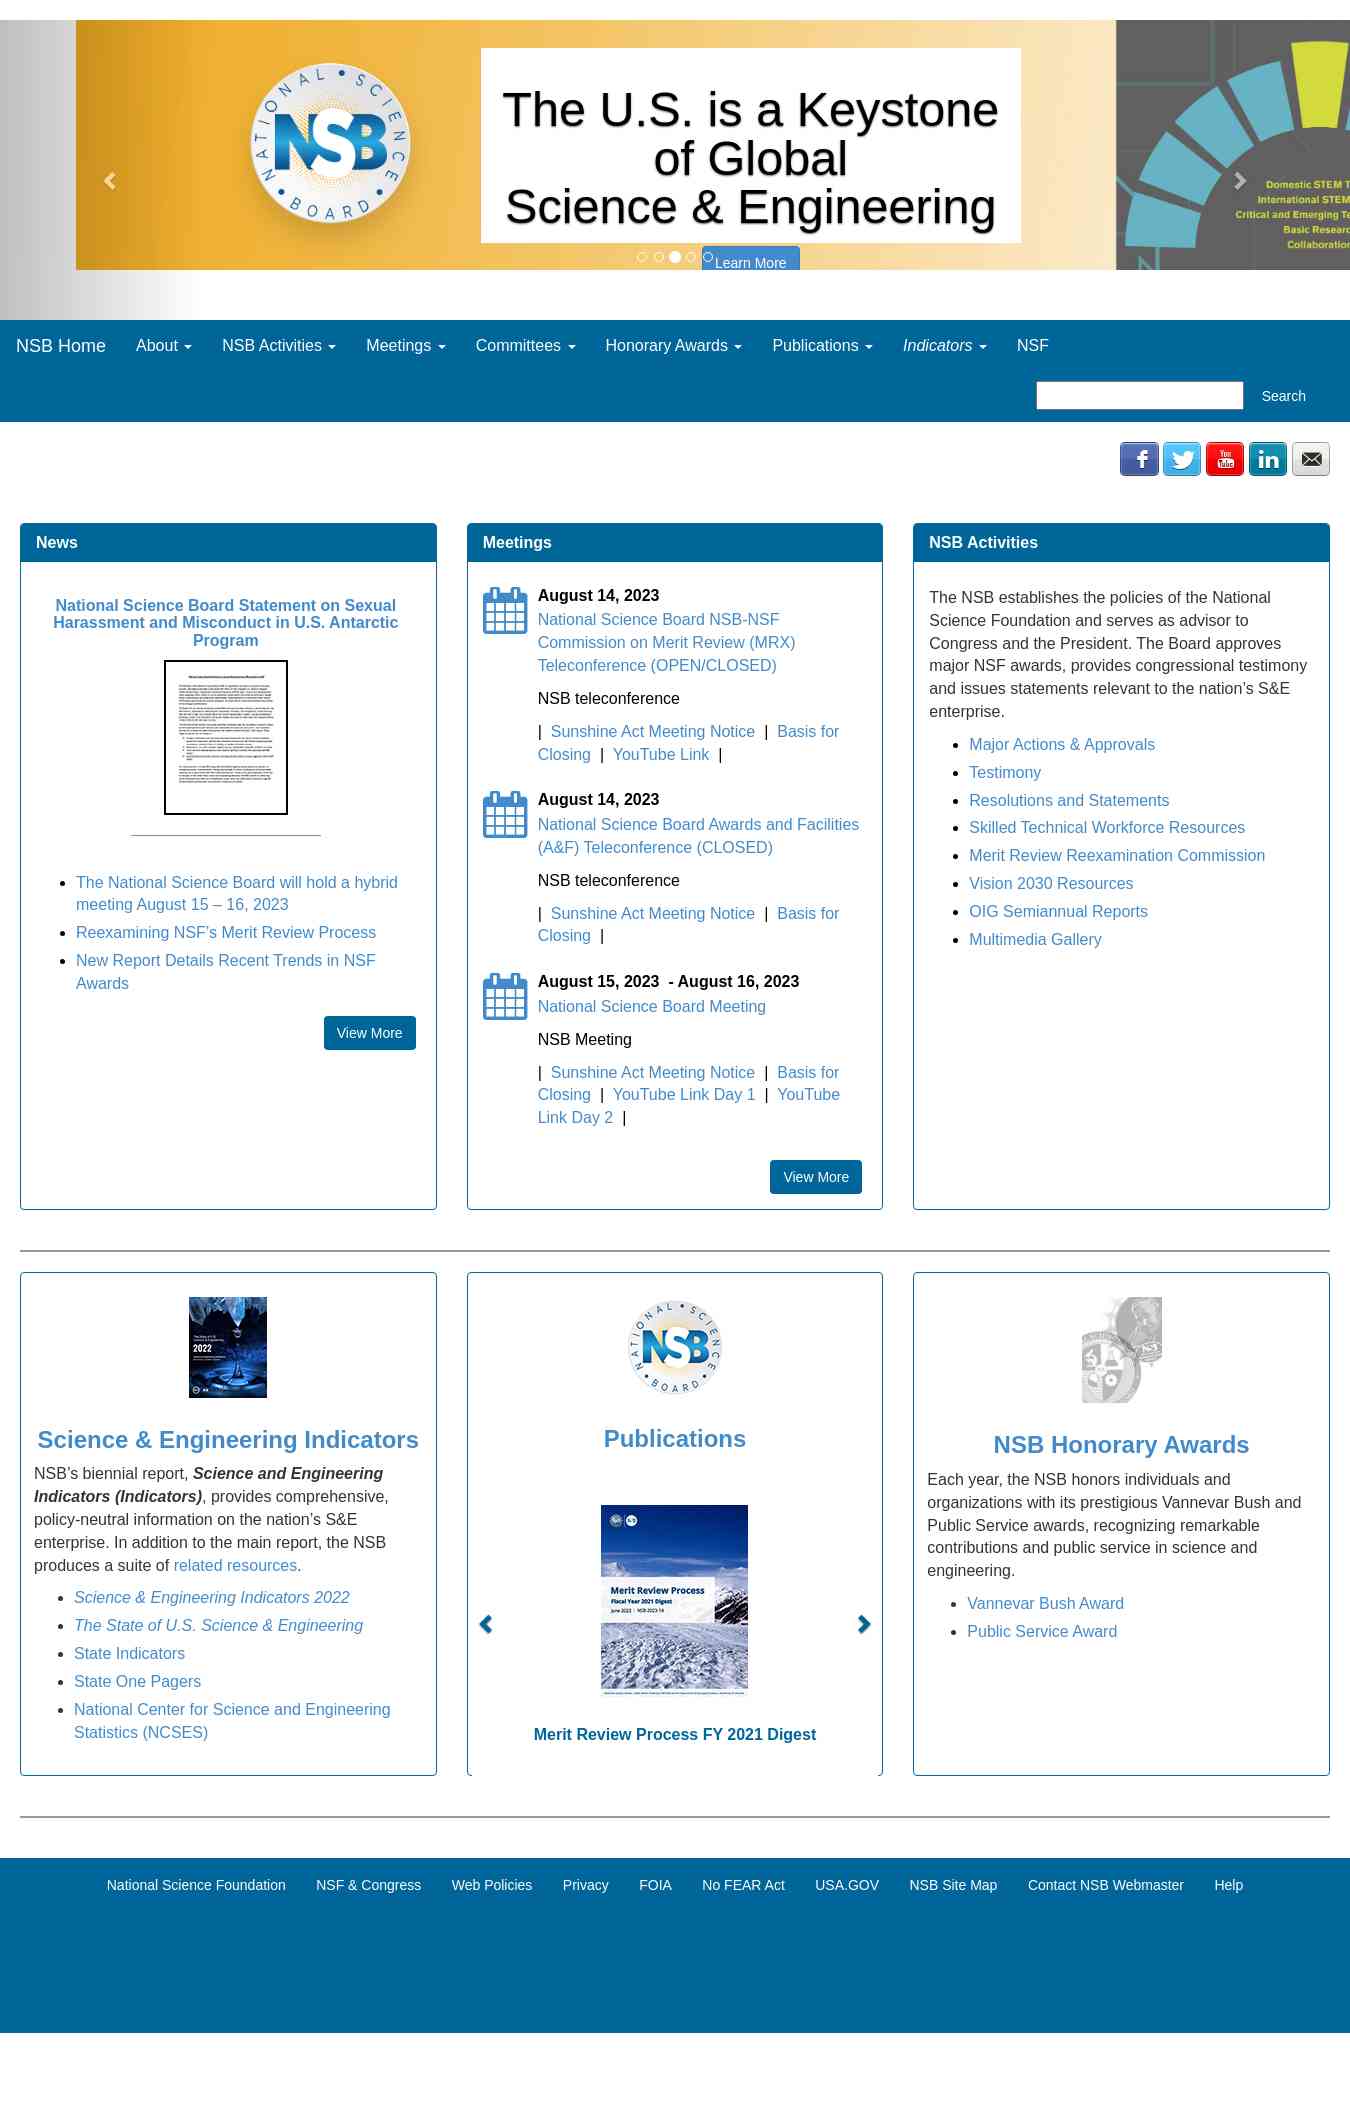 NATIONAL SCIENCE BOARD
NSB
The U.S. is a Keystone
of Global
Science & Engineering
Learn More
Domestic STEM T
International STEM
Critical and Emerging Te
Basic Researc
Collaboration
NSB Home
About
NSB Activities
Meetings
Committees
Honorary Awards
Publications
Indicators
NSF
Search
You
Tube
in
News
National Science Board Statement on Sexual
Harassment and Misconduct in U.S. Antarctic
Program
The National Science Board will hold a hybrid
meeting August 15 – 16, 2023
Reexamining NSF's Merit Review Process
New Report Details Recent Trends in NSF
Awards
View More
Meetings
August 14, 2023
National Science Board NSB-NSF
Commission on Merit Review (MRX)
Teleconference (OPEN/CLOSED)
NSB teleconference
| Sunshine Act Meeting Notice | Basis for
Closing | YouTube Link |
August 14, 2023
National Science Board Awards and Facilities
(A&F) Teleconference (CLOSED)
NSB teleconference
| Sunshine Act Meeting Notice | Basis for
Closing |
August 15, 2023 - August 16, 2023
National Science Board Meeting
NSB Meeting
| Sunshine Act Meeting Notice | Basis for
Closing | YouTube Link Day 1 | YouTube
Link Day 2 |
View More
NSB Activities
The NSB establishes the policies of the National
Science Foundation and serves as advisor to
Congress and the President. The Board approves
major NSF awards, provides congressional testimony
and issues statements relevant to the nation's S&E
enterprise.
Major Actions & Approvals
Testimony
Resolutions and Statements
Skilled Technical Workforce Resources
Merit Review Reexamination Commission
Vision 2030 Resources
OIG Semiannual Reports
Multimedia Gallery
2022
Science & Engineering Indicators
NSB's biennial report, Science and Engineering
Indicators (Indicators), provides comprehensive,
policy-neutral information on the nation's S&E
enterprise. In addition to the main report, the NSB
produces a suite of related resources.
Science & Engineering Indicators 2022
The State of U.S. Science & Engineering
State Indicators
State One Pagers
National Center for Science and Engineering
Statistics (NCSES)
NATIONAL SCIENCE BOARD
NSB
Publications
Merit Review Process
Fiscal Year 2021 Digest
Merit Review Process FY 2021 Digest
NSB Honorary Awards
Each year, the NSB honors individuals and
organizations with its prestigious Vannevar Bush and
Public Service awards, recognizing remarkable
contributions and public service in science and
engineering.
Vannevar Bush Award
Public Service Award
National Science Foundation
NSF & Congress
Web Policies
Privacy
FOIA
No FEAR Act
USA.GOV
NSB Site Map
Contact NSB Webmaster
Help